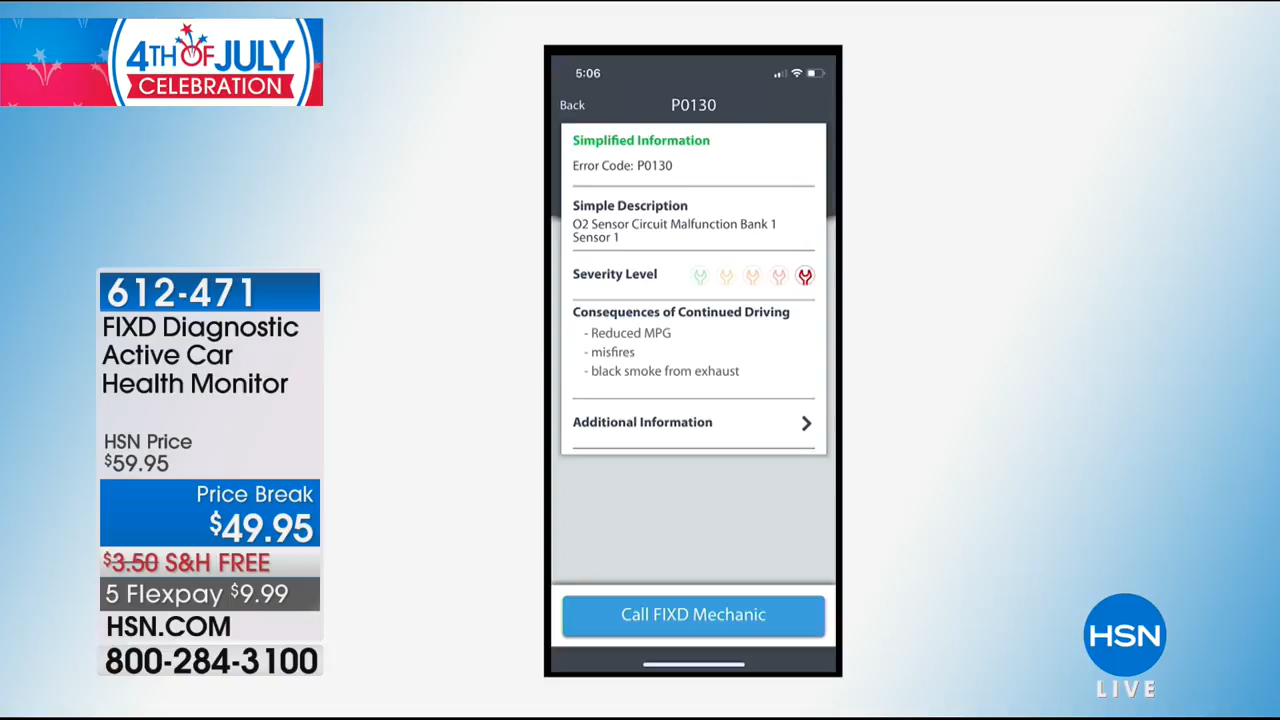 4TH OF JULY
CELEBRATION
612-471
FIXD Diagnostic
Active Car
Health Monitor
HSN Price
$59.95
Price Break
$49.95
$3.50 S&H FREE
5 Flexpay $9.99
HSN.COM
800-284-3100
5:06
Back
P0130
Simplified Information
Error Code: P0130
Simple Description
O2 Sensor Circuit Malfunction Bank 1
Sensor 1
Severity Level
Consequences of Continued Driving
- Reduced MPG
- misfires
- black smoke from exhaust
Additional Information
Call FIXD Mechanic
HSN
LIVE